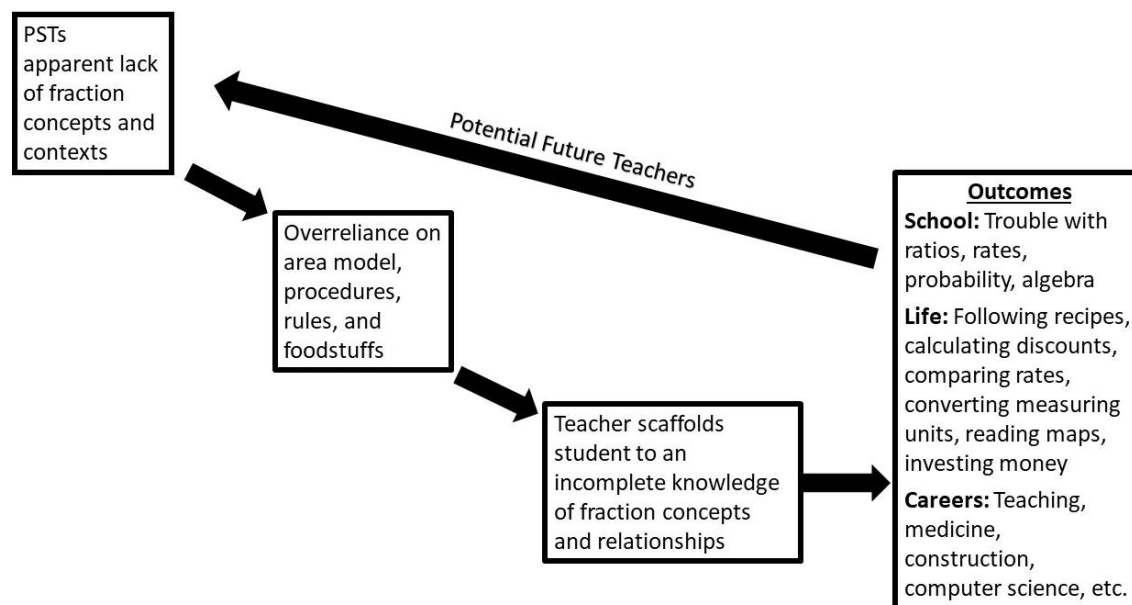 PSTs
apparent lack
of fraction
concepts and
contexts
Potential Future Teachers
Overreliance on
area model,
procedures,
rules, and
foodstuffs
Teacher scaffolds
student to an
incomplete knowledge
of fraction concepts
and relationships
Outcomes
School: Trouble with
ratios, rates,
probability, algebra
Life: Following recipes,
calculating discounts,
comparing rates,
converting measuring
units, reading maps,
investing money
Careers: Teaching,
medicine,
construction,
computer science, etc.